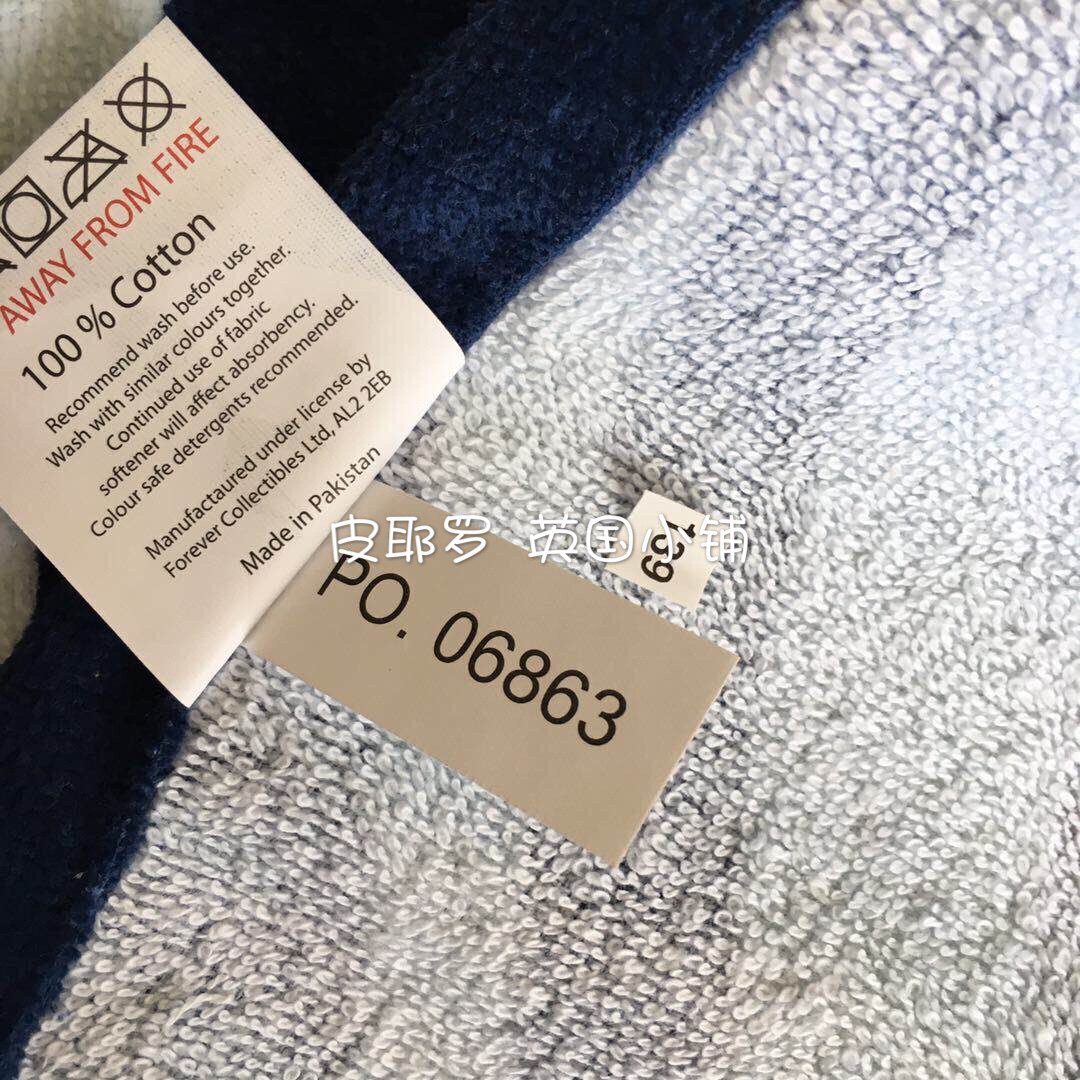 AWAY FROM FIRE
100 % Cotton
Recommend wash before use.
Wash with similar colours together.
Continued use of fabric
softener will affect absorbency.
Colour safe detergents recommended.
Manufactaured under license by
Forever Collectibles Ltd, AL2 2EB
Made in Pakistan
皮耶罗 英国小铺
139
PO. 06863